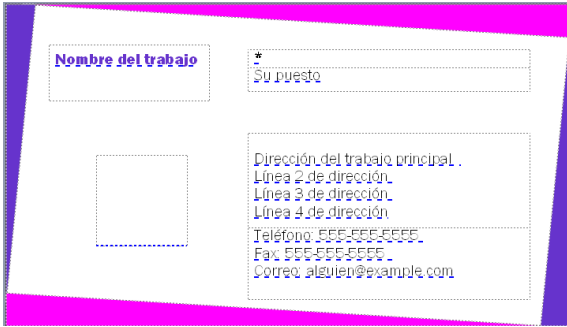 Nombre del trabajo
*
Su puesto
Dirección del trabajo principal
Línea 2 de dirección
Línea 3 de dirección
Línea 4 de dirección
Teléfono: 555-555-5555
Fax: 555-555-5555
Correo: alguien@example.com